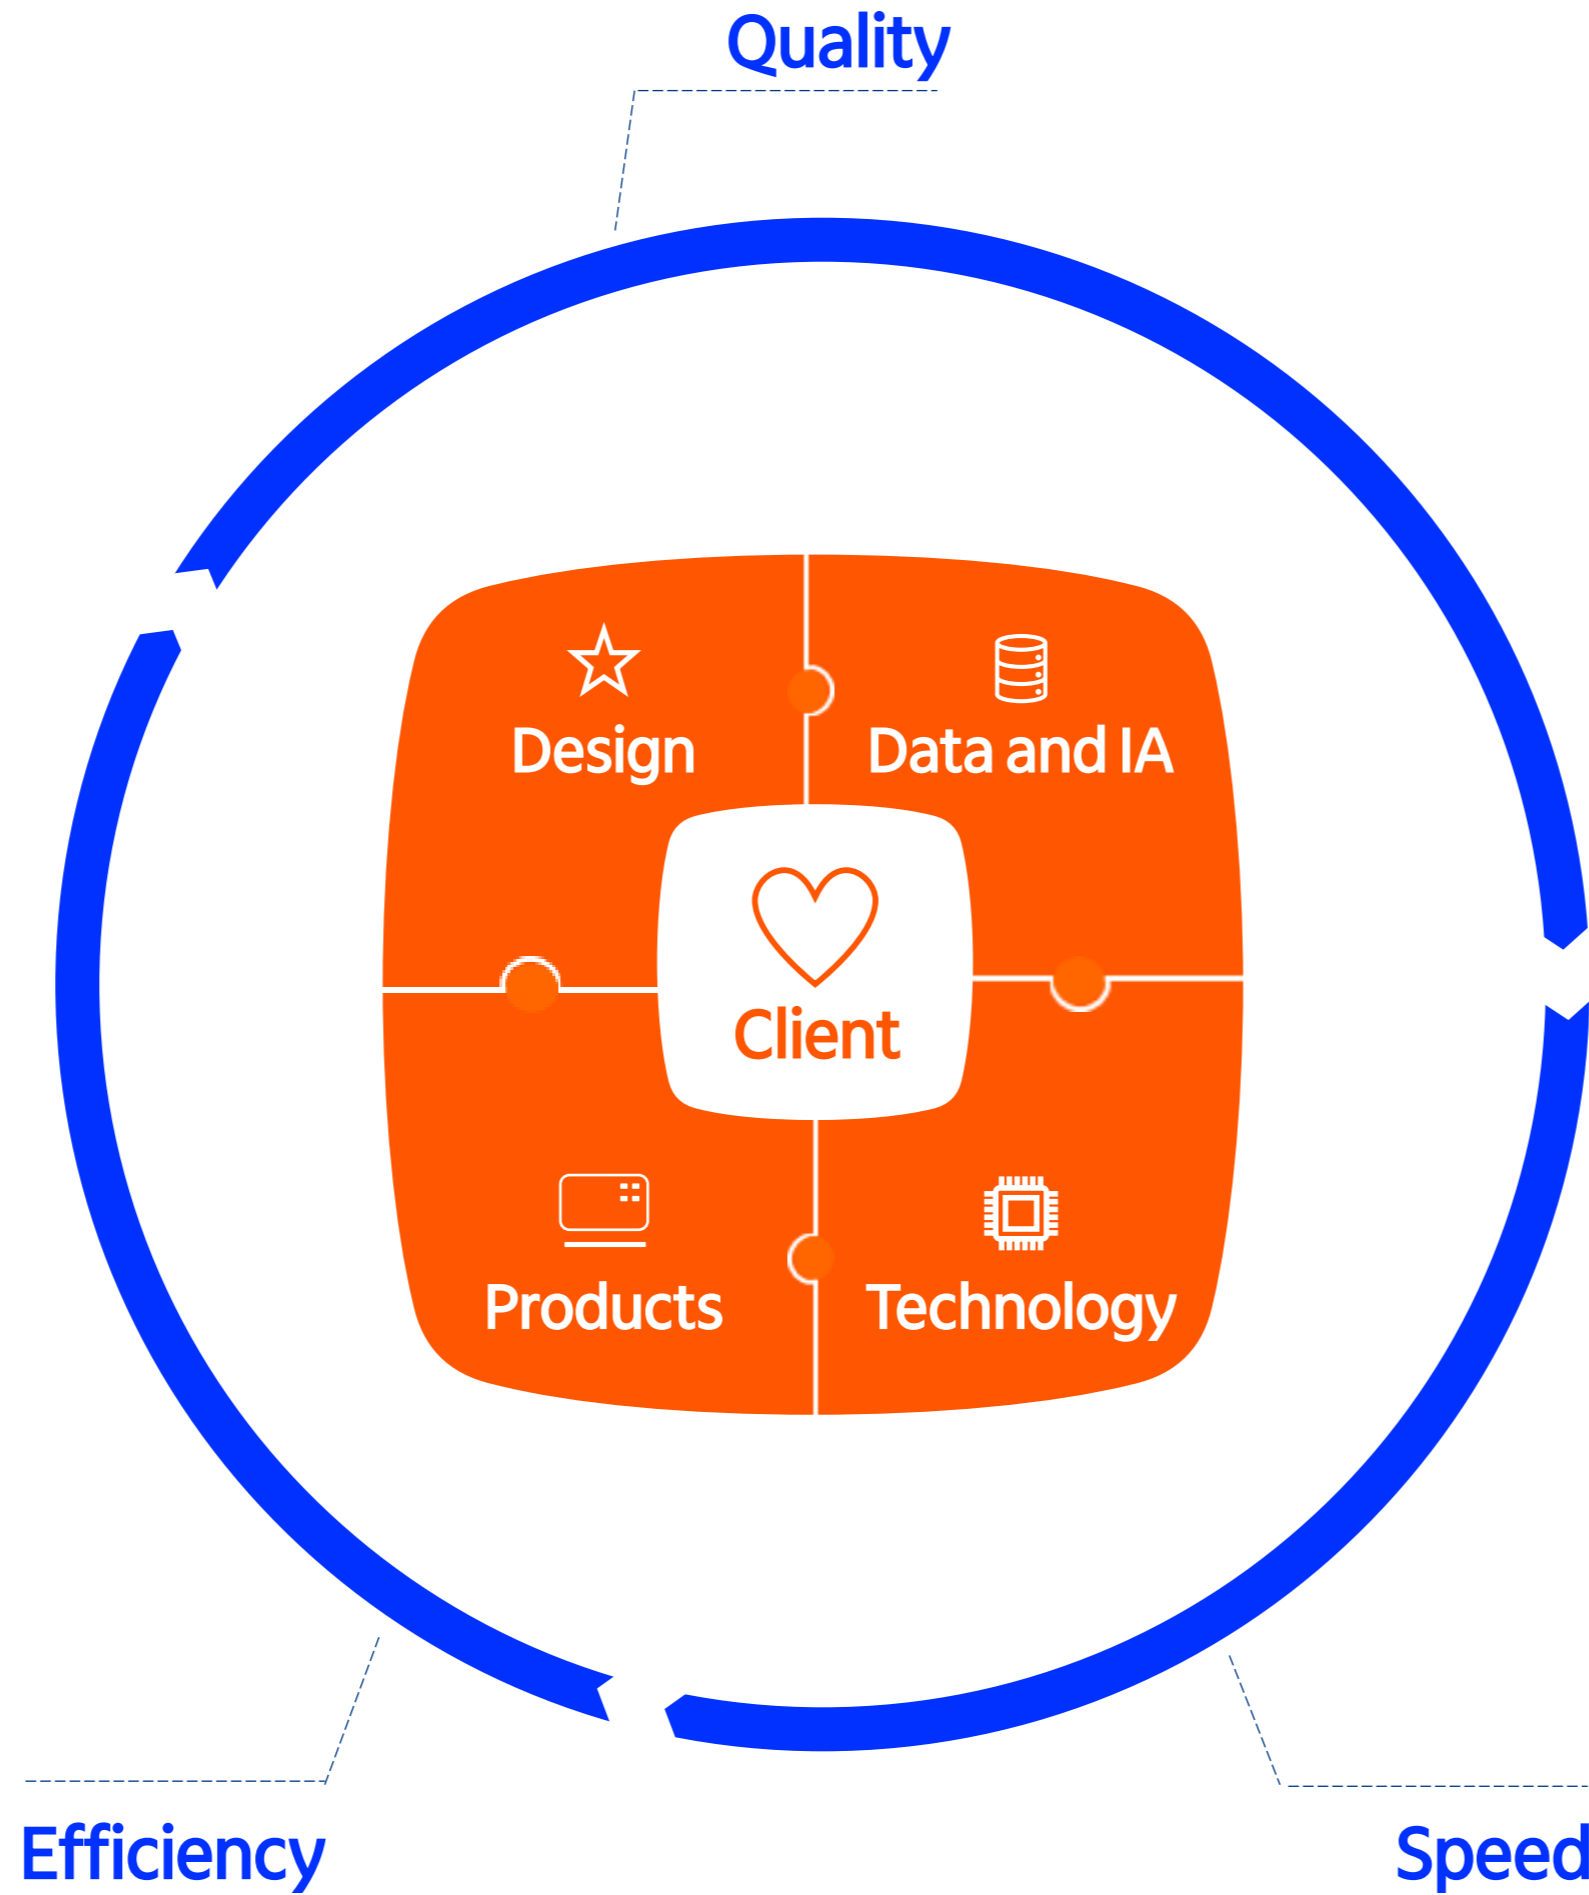 Quality
Design
Data and IA
Client
Products
Technology
Efficiency
Speed